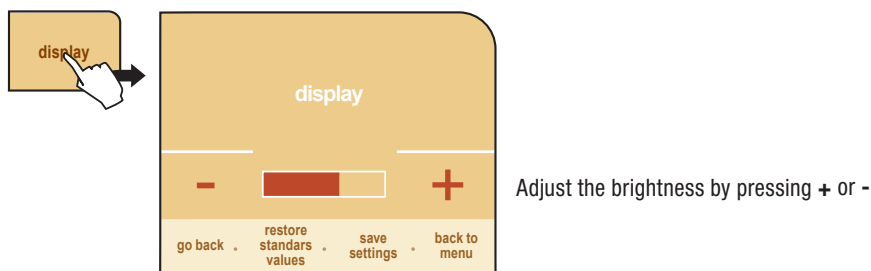 display
display
- +
Adjust the brightness by pressing + or -
go back . restore standars values . save settings . back to menu